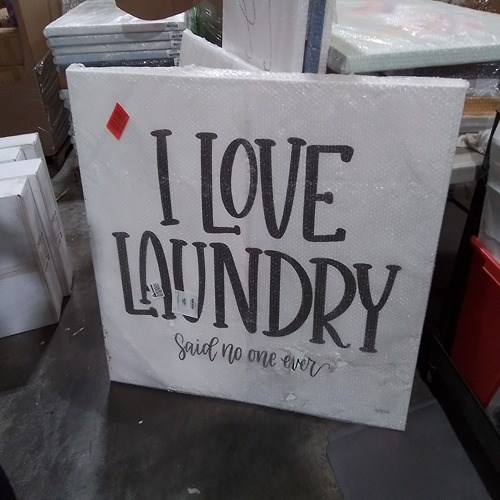 I LOVE
LAUNDRY
Said no one ever